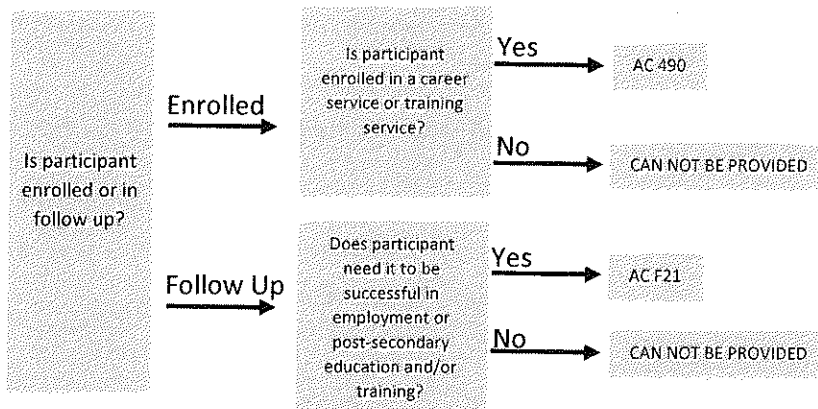 Is participant
enrolled or in
follow up?
Enrolled
Is participant
enrolled in a career
service or training
service?
Yes
AC 490
No
CAN NOT BE PROVIDED
Follow Up
Does participant
need it to be
successful in
employment or
post-secondary
education and/or
training?
Yes
AC F21
No
CAN NOT BE PROVIDED